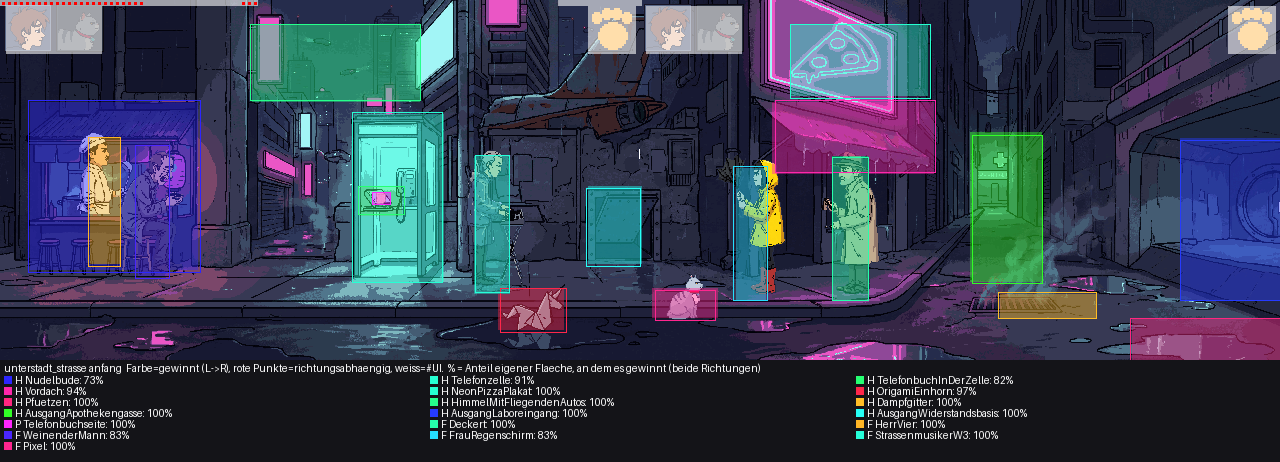 unterstadt_strasse anfang  Farbe=gewinnt (L->R), rote Punkte=richtungsabhaengig, weiss=#UI. % = Anteil eigener Flaeche, an dem es gewinnt (beide Richtungen)
H Nudelbude: 73%
H Telefonzelle: 91%
H TelefonbuchInDerZelle: 82%
H Vordach: 94%
H NeonPizzaPlakat: 100%
H OrigamiEinhorn: 97%
H Pfuetzen: 100%
H HimmelMitFliegendenAutos: 100%
H Dampfgitter: 100%
H AusgangApothekengasse: 100%
H AusgangLaboreingang: 100%
H AusgangWiderstandsbasis: 100%
P Telefonbuchseite: 100%
F Deckert: 100%
F HerrVier: 100%
F WeinenderMann: 83%
F FrauRegenschirm: 83%
F StrassenmusikerW3: 100%
F Pixel: 100%